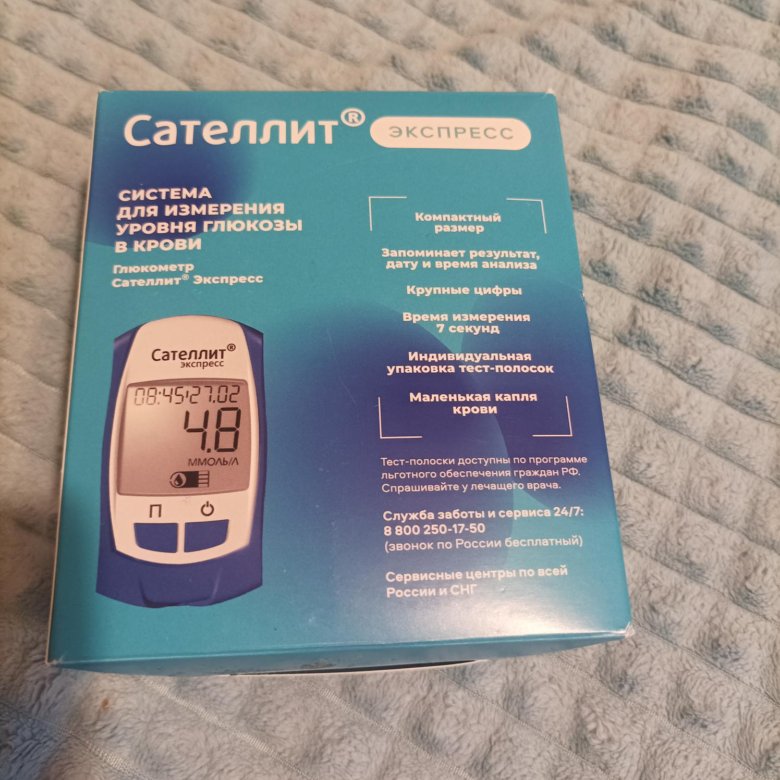 Сателлит® ЭКСПРЕСС
СИСТЕМА
ДЛЯ ИЗМЕРЕНИЯ
УРОВНЯ ГЛЮКОЗЫ
В КРОВИ
Глюкометр
Сателлит® Экспресс
Сателлит®
экспресс
08:45 27.02
4.8
ММОЛЬ/Л
П
Компактный
размер
Запоминает результат,
дату и время анализа
Крупные цифры
Время измерения
7 секунд
Индивидуальная
упаковка тест-полосок
Маленькая капля
крови
Тест-полоски доступны по программе
льготного обеспечения граждан РФ.
Спрашивайте у лечащего врача.
Служба заботы и сервиса 24/7:
8 800 250-17-50
(звонок по России бесплатный)
Сервисные центры по всей
России и СНГ